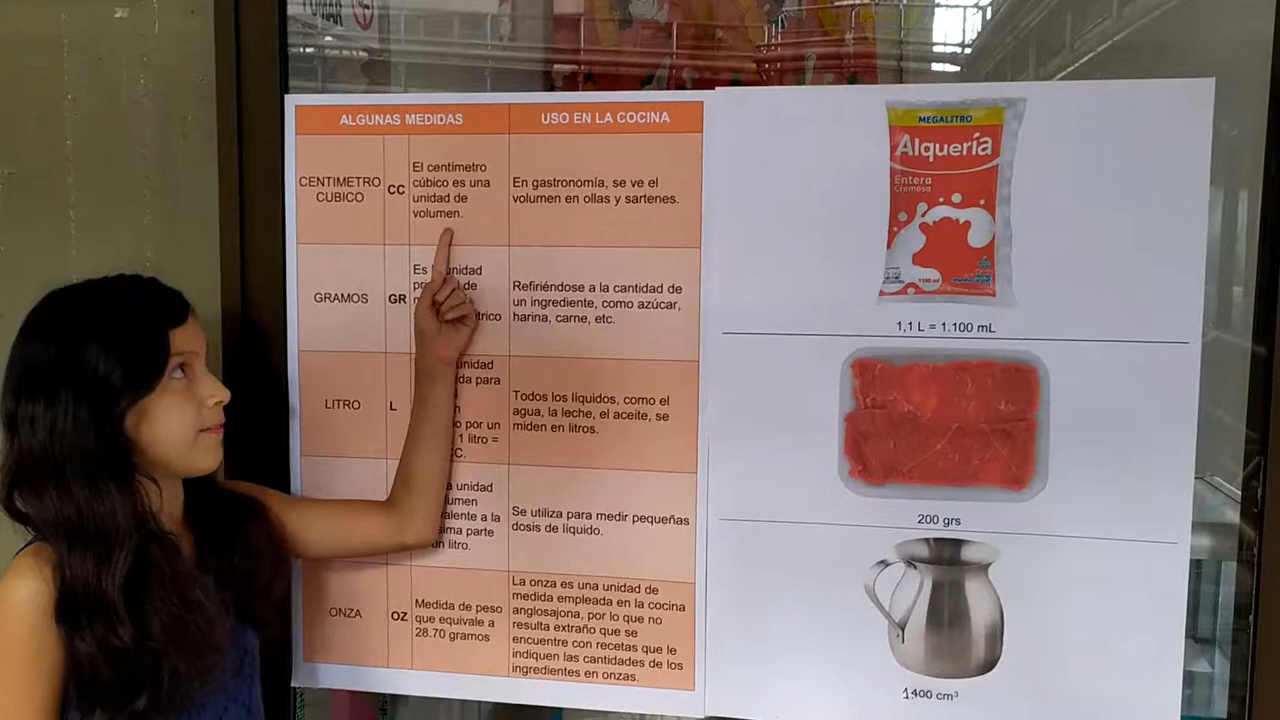 ALGUNAS MEDIDAS
USO EN LA COCINA
CENTIMETRO
CUBICO
CC
El centímetro
cúbico es una
unidad de
volumen.
En gastronomía, se ve el
volumen en ollas y sartenes.
GRAMOS
GR
Es unidad
de
Refiriéndose a la cantidad de
un ingrediente, como azúcar,
harina, carne, etc.
LITRO
L
unidad
para
o por un
1 litro =
Todos los líquidos, como el
agua, la leche, el aceite, se
miden en litros.
unidad
a la
parte
litro.
Se utiliza para medir pequeñas
dosis de líquido.
ONZA
OZ
Medida de peso
que equivale a
28.70 gramos
La onza es una unidad de
medida empleada en la cocina
anglosajona, por lo que no
resulta extraño que se
encuentre con recetas que le
indiquen las cantidades de los
ingredientes en onzas.
MEGALITRO
Alquería
Entera
Cremosa
1100 ml
1,1 L = 1.100 mL
200 grs
1.400 cm³